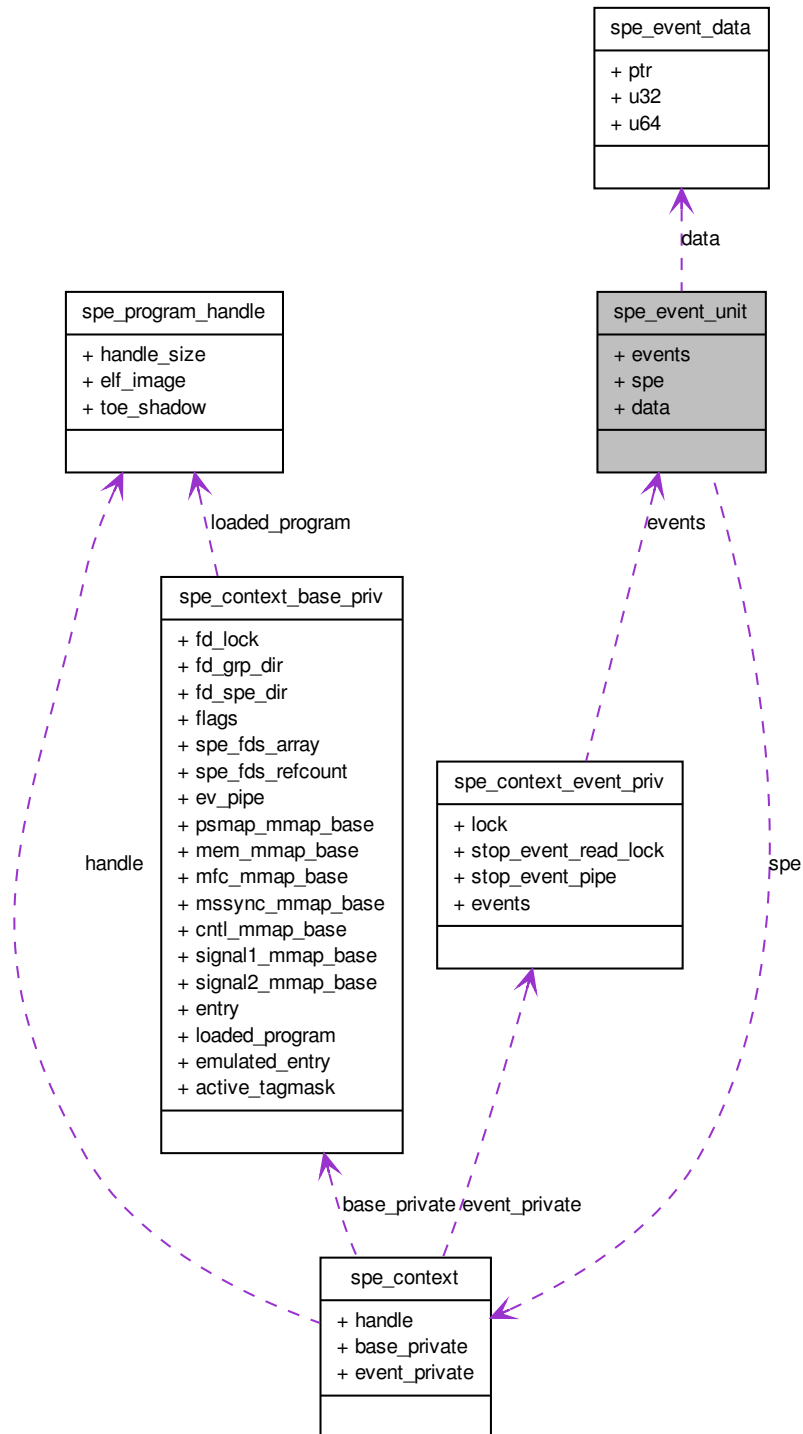 spe_event_data
+ ptr
+ u32
+ u64
data
spe_program_handle
+ handle_size
+ elf_image
+ toe_shadow
spe_event_unit
+ events
+ spe
+ data
loaded_program
events
spe_context_base_priv
+ fd_lock
+ fd_grp_dir
+ fd_spe_dir
+ flags
+ spe_fds_array
+ spe_fds_refcount
+ ev_pipe
+ psmap_mmap_base
+ mem_mmap_base
+ mfc_mmap_base
+ mssync_mmap_base
+ cntl_mmap_base
+ signal1_mmap_base
+ signal2_mmap_base
+ entry
+ loaded_program
+ emulated_entry
+ active_tagmask
spe_context_event_priv
+ lock
+ stop_event_read_lock
+ stop_event_pipe
+ events
handle
spe
base_private
event_private
spe_context
+ handle
+ base_private
+ event_private